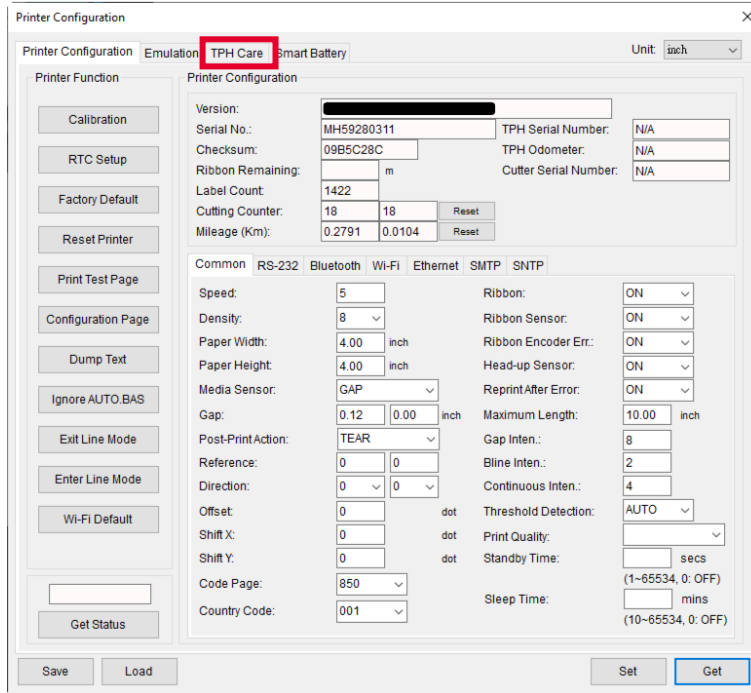 Printer Configuration
Printer Configuration Emulation TPH Care Smart Battery Unit: inch
Printer Function
Calibration
RTC Setup
Factory Default
Reset Printer
Print Test Page
Configuration Page
Dump Text
Ignore AUTO.BAS
Exit Line Mode
Enter Line Mode
Wi-Fi Default
Get Status
Printer Configuration
Version:
Serial No.: MH59280311 TPH Serial Number: N/A
Checksum: 09B5C28C TPH Odometer: N/A
Ribbon Remaining: m Cutter Serial Number: N/A
Label Count: 1422
Cutting Counter: 18 18 Reset
Mileage (Km): 0.2791 0.0104 Reset
Common RS-232 Bluetooth Wi-Fi Ethernet SMTP SNTP
Speed: 5 Ribbon: ON
Density: 8 Ribbon Sensor: ON
Paper Width: 4.00 inch Ribbon Encoder Err.: ON
Paper Height: 4.00 inch Head-up Sensor: ON
Media Sensor: GAP Reprint After Error: ON
Gap: 0.12 0.00 inch Maximum Length: 10.00 inch
Post-Print Action: TEAR Gap Inten.: 8
Reference: 0 0 Bline Inten.: 2
Direction: 0 0 Continuous Inten.: 4
Offset: 0 dot Threshold Detection: AUTO
Shift X: 0 dot Print Quality:
Shift Y: 0 dot Standby Time: secs
(1~65534, 0: OFF)
Code Page: 850
Sleep Time: mins
Country Code: 001
(10~65534, 0: OFF)
Save Load Set Get